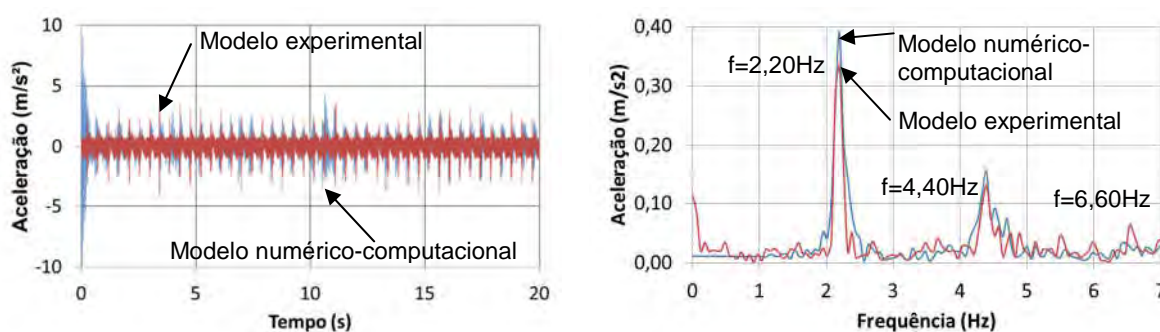 Aceleração (m/s²)
10
5
0
-5
-10
Modelo experimental
Modelo numérico-computacional
0
5
10
15
20
Tempo (s)
Aceleração (m/s2)
0,40
0,30
0,20
0,10
0,00
f=2,20Hz
Modelo numérico-
computacional
Modelo experimental
f=4,40Hz
f=6,60Hz
0
1
2
3
4
5
6
7
Frequência (Hz)